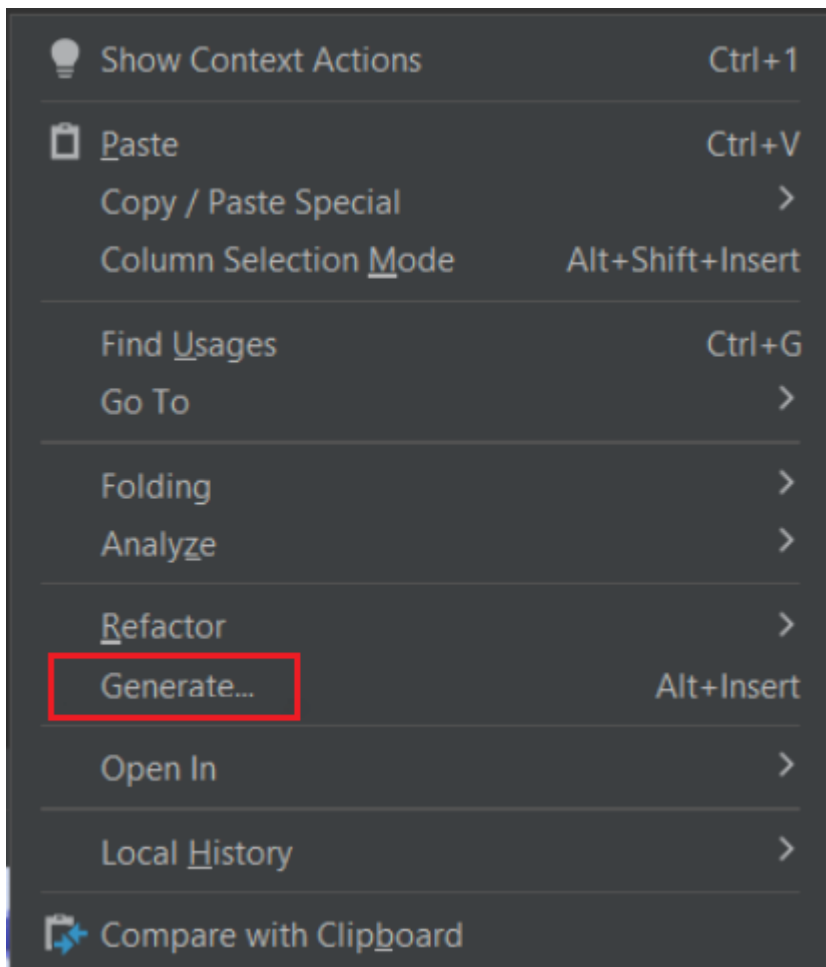 Show Context Actions Ctrl+1
Paste Ctrl+V
Copy / Paste Special
Column Selection Mode Alt+Shift+Insert
Find Usages Ctrl+G
Go To
Folding
Analyze
Refactor
Generate... Alt+Insert
Open In
Local History
Compare with Clipboard